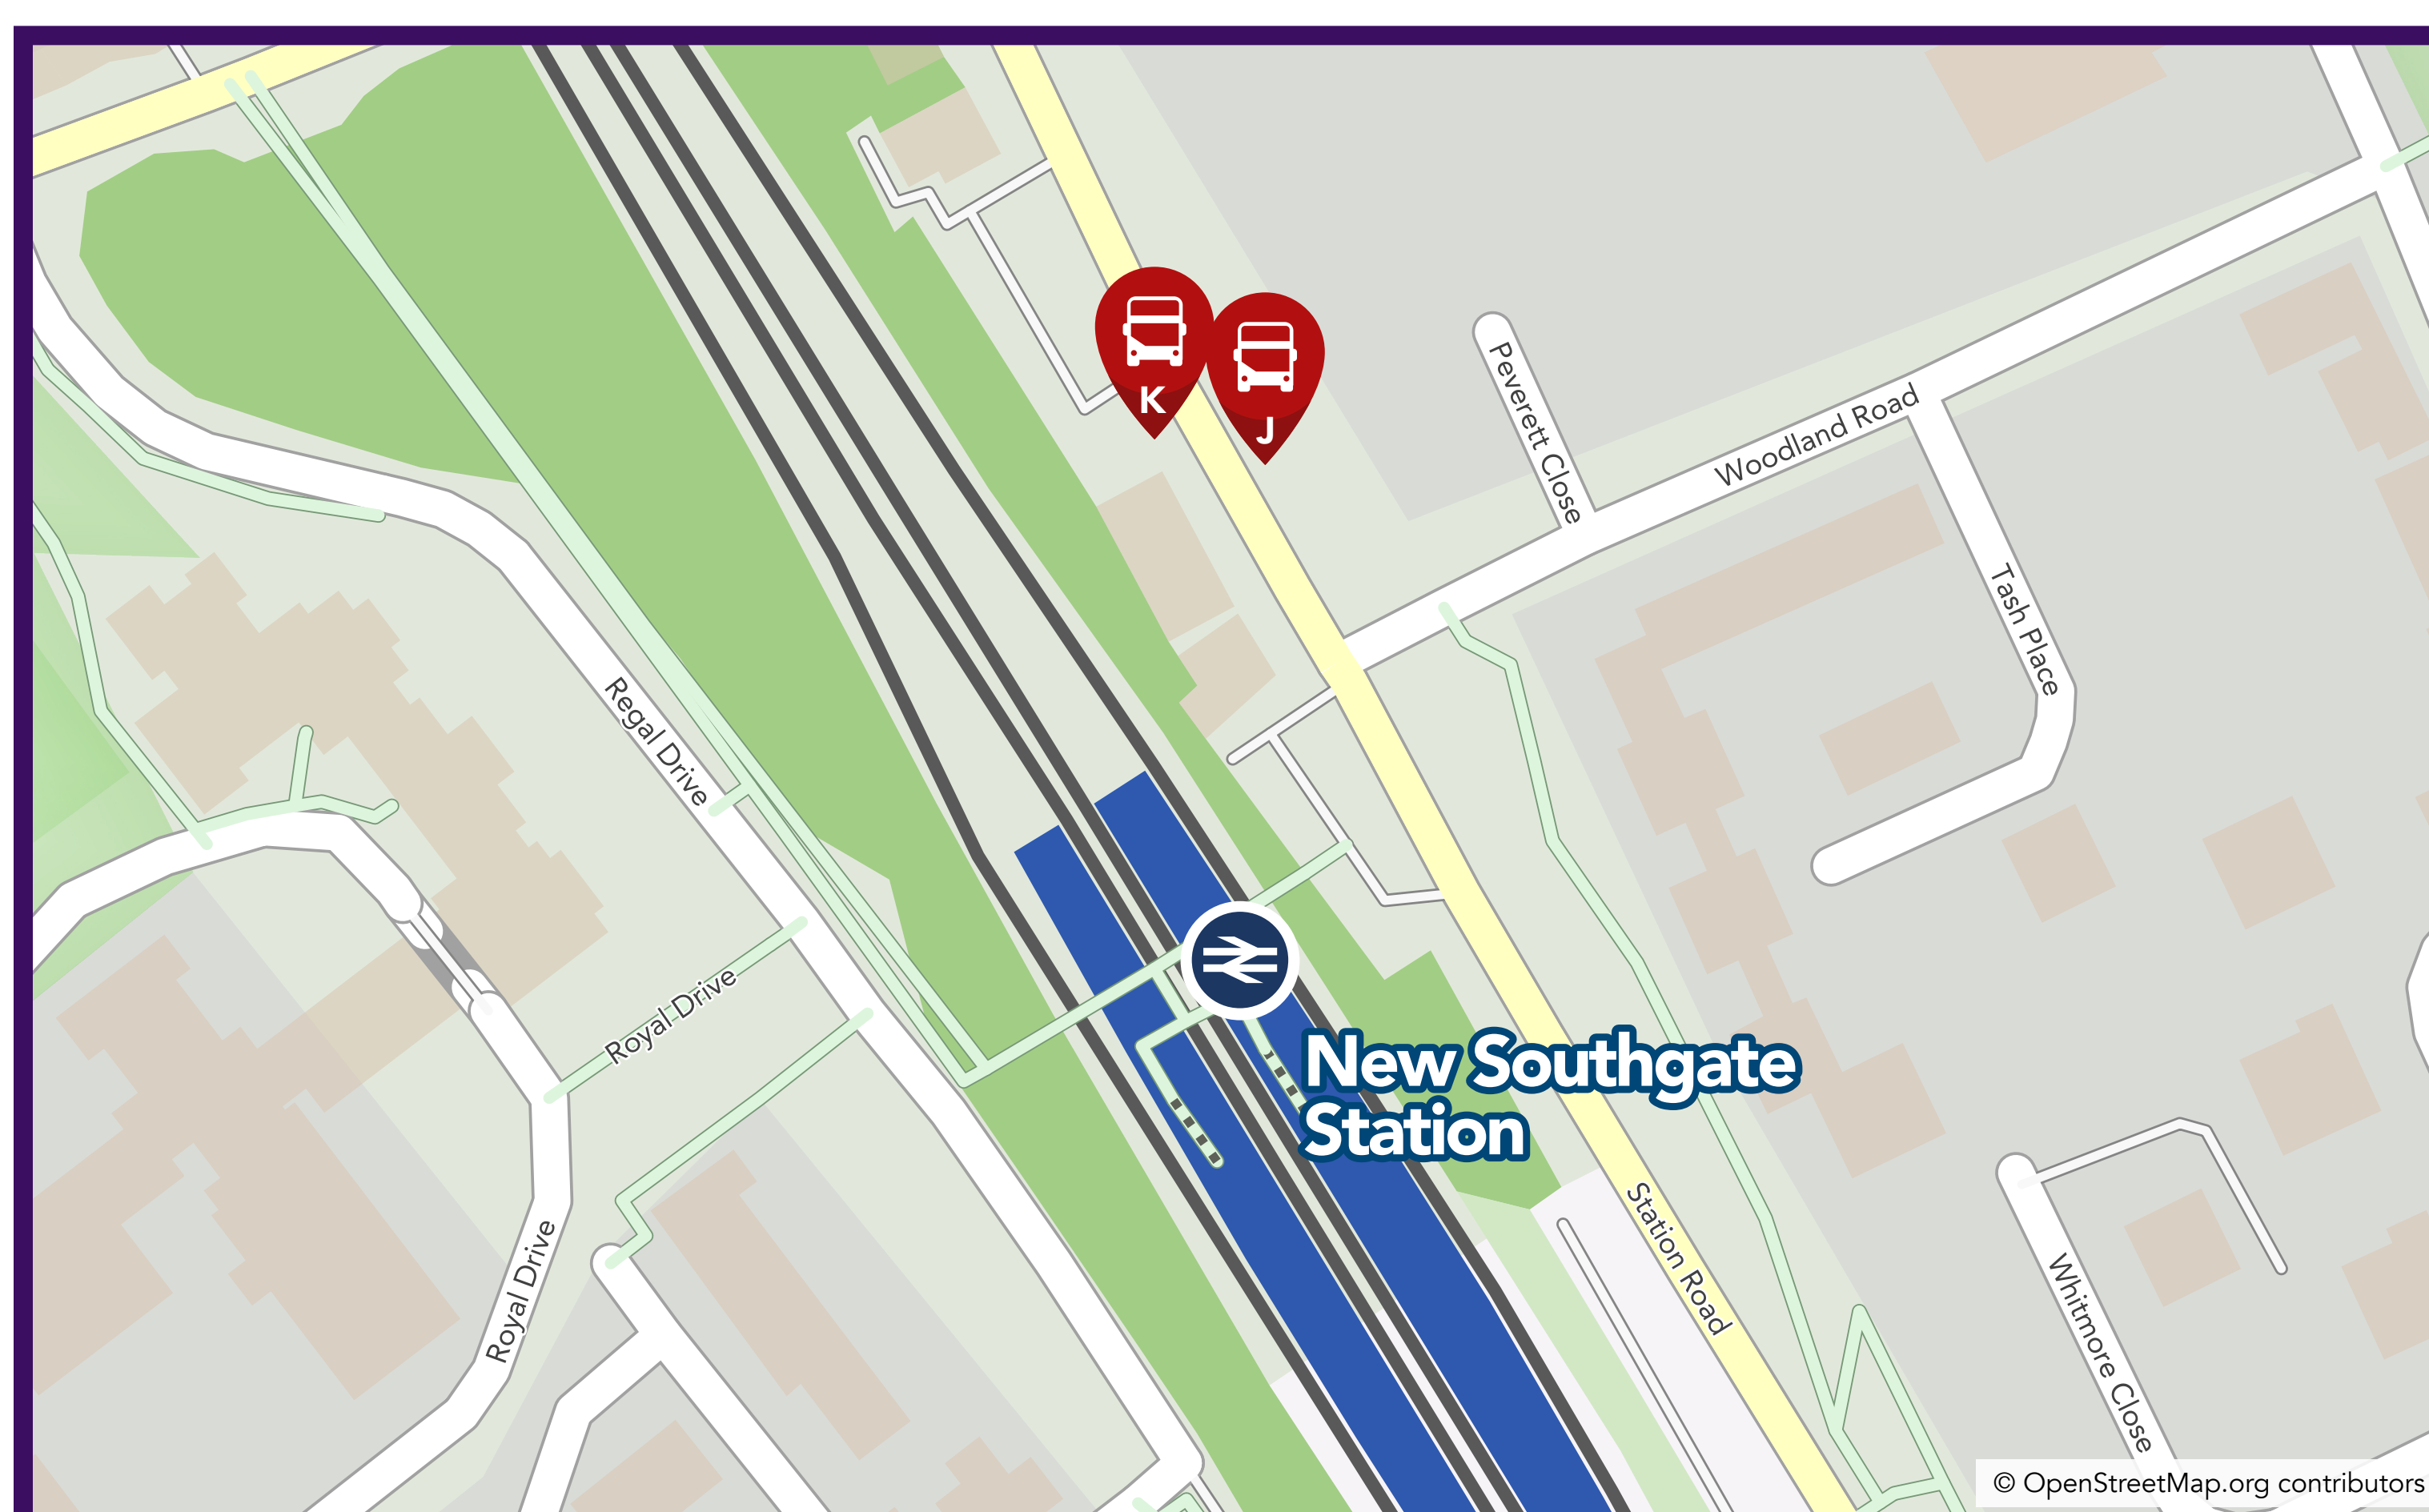 K
J
Peverett Close
Woodland Road
Tash Place
Regal Drive
Royal Drive
New Southgate
Station
Station Road
Royal Drive
Whitmore Close
© OpenStreetMap.org contributors